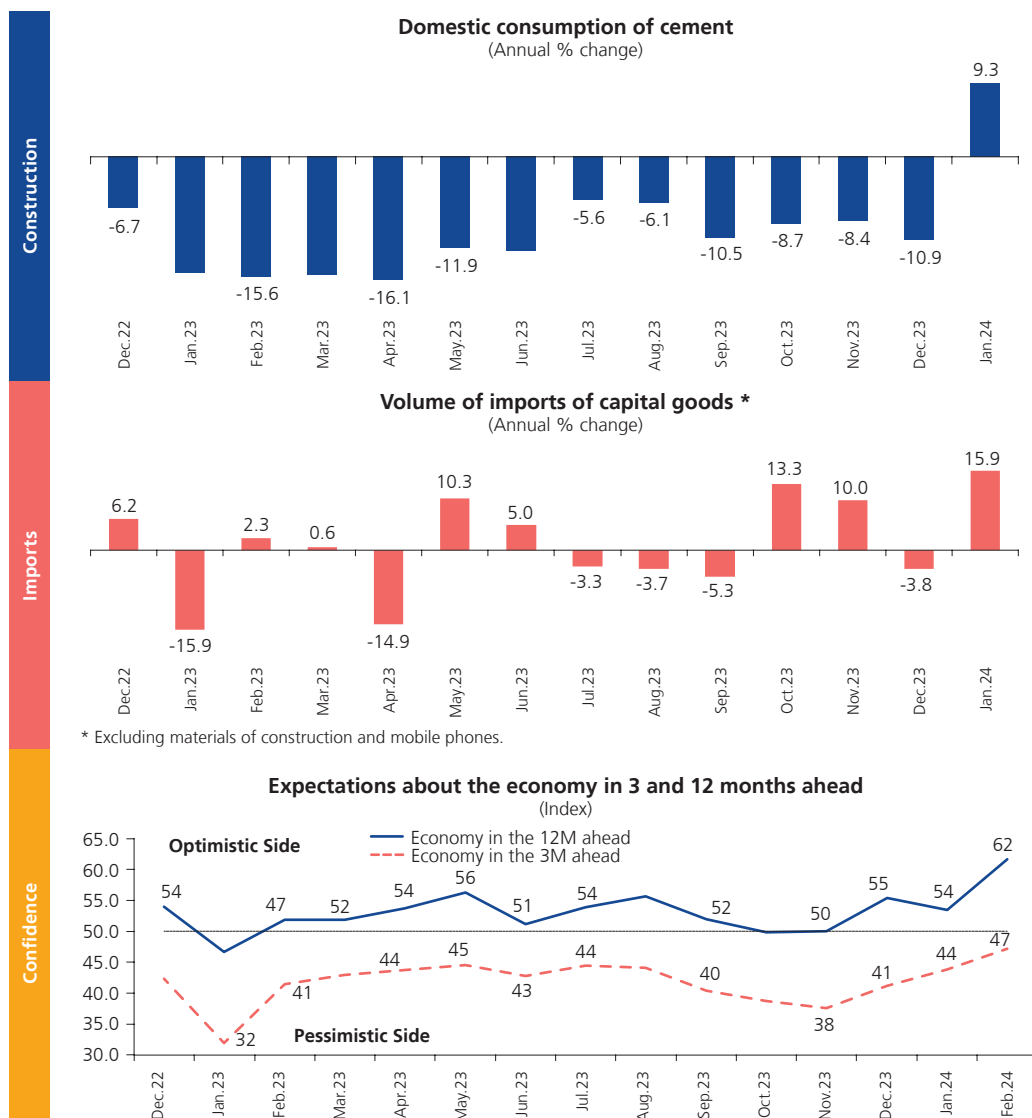 Construction
Domestic consumption of cement
(Annual % change)
9.3
-6.7
-15.6
-16.1
-11.9
-5.6
-6.1
-10.5
-8.7
-8.4
-10.9
Dec.22
Jan.23
Feb.23
Mar.23
Apr.23
May.23
Jun.23
Jul.23
Aug.23
Sep.23
Oct.23
Nov.23
Dec.23
Jan.24
Imports
Volume of imports of capital goods *
(Annual % change)
6.2
-15.9
2.3
0.6
-14.9
10.3
5.0
-3.3
-3.7
-5.3
13.3
10.0
-3.8
15.9
Dec.22
Jan.23
Feb.23
Mar.23
Apr.23
May.23
Jun.23
Jul.23
Aug.23
Sep.23
Oct.23
Nov.23
Dec.23
Jan.24
* Excluding materials of construction and mobile phones.
Confidence
Expectations about the economy in 3 and 12 months ahead
(Index)
65.0
60.0
55.0
50.0
45.0
40.0
35.0
30.0
Optimistic Side
Economy in the 12M ahead
Economy in the 3M ahead
54
47
52
54
56
51
54
52
50
55
54
62
32
41
44
45
43
44
40
38
41
44
47
Pessimistic Side
Dec.22
Jan.23
Feb.23
Mar.23
Apr.23
May.23
Jun.23
Jul.23
Aug.23
Sep.23
Oct.23
Nov.23
Dec.23
Jan.24
Feb.24